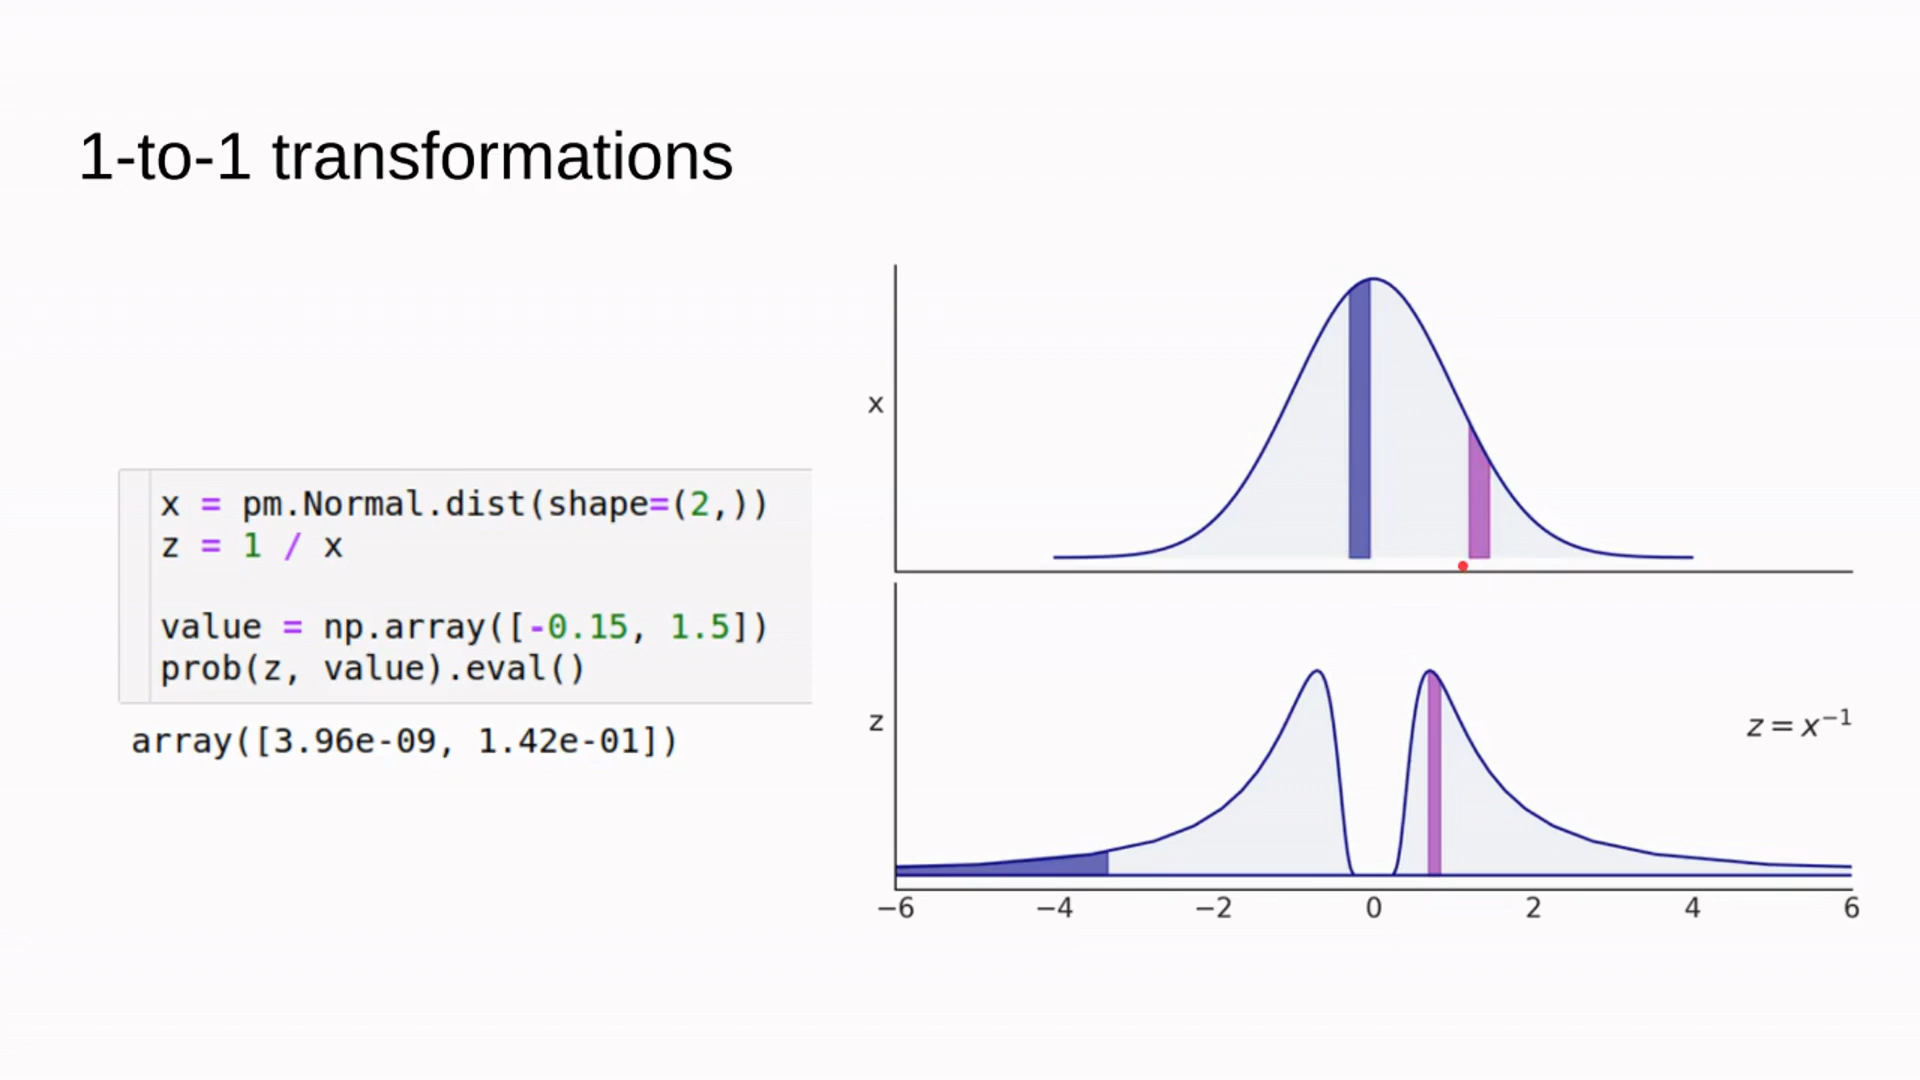 1-to-1 transformations
x = pm.Normal.dist(shape=(2,))
z = 1 / x
value = np.array([-0.15, 1.5])
prob(z, value).eval()
array([3.96e-09, 1.42e-01])
x
z
z = x⁻¹
−6 −4 −2 0 2 4 6